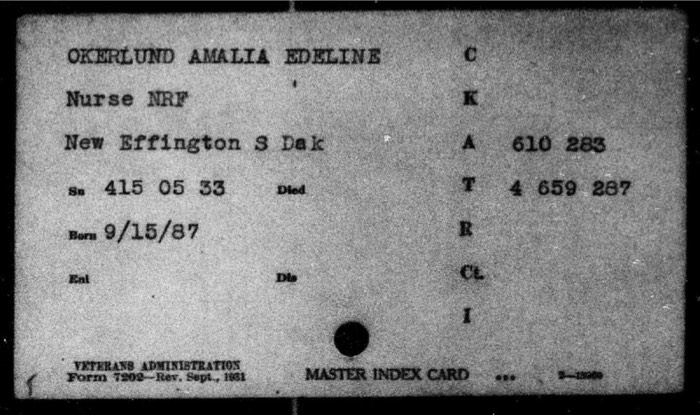 OKERLUND AMALIA EDELINE C
Nurse NRF K
New Effington S Dak A 610 283
Sn 415 05 33 Died T 4 659 287
Born 9/15/87 R
Enl Dis Ct.
I
VETERANS ADMINISTRATION
Form 7202—Rev. Sept., 1931 MASTER INDEX CARD